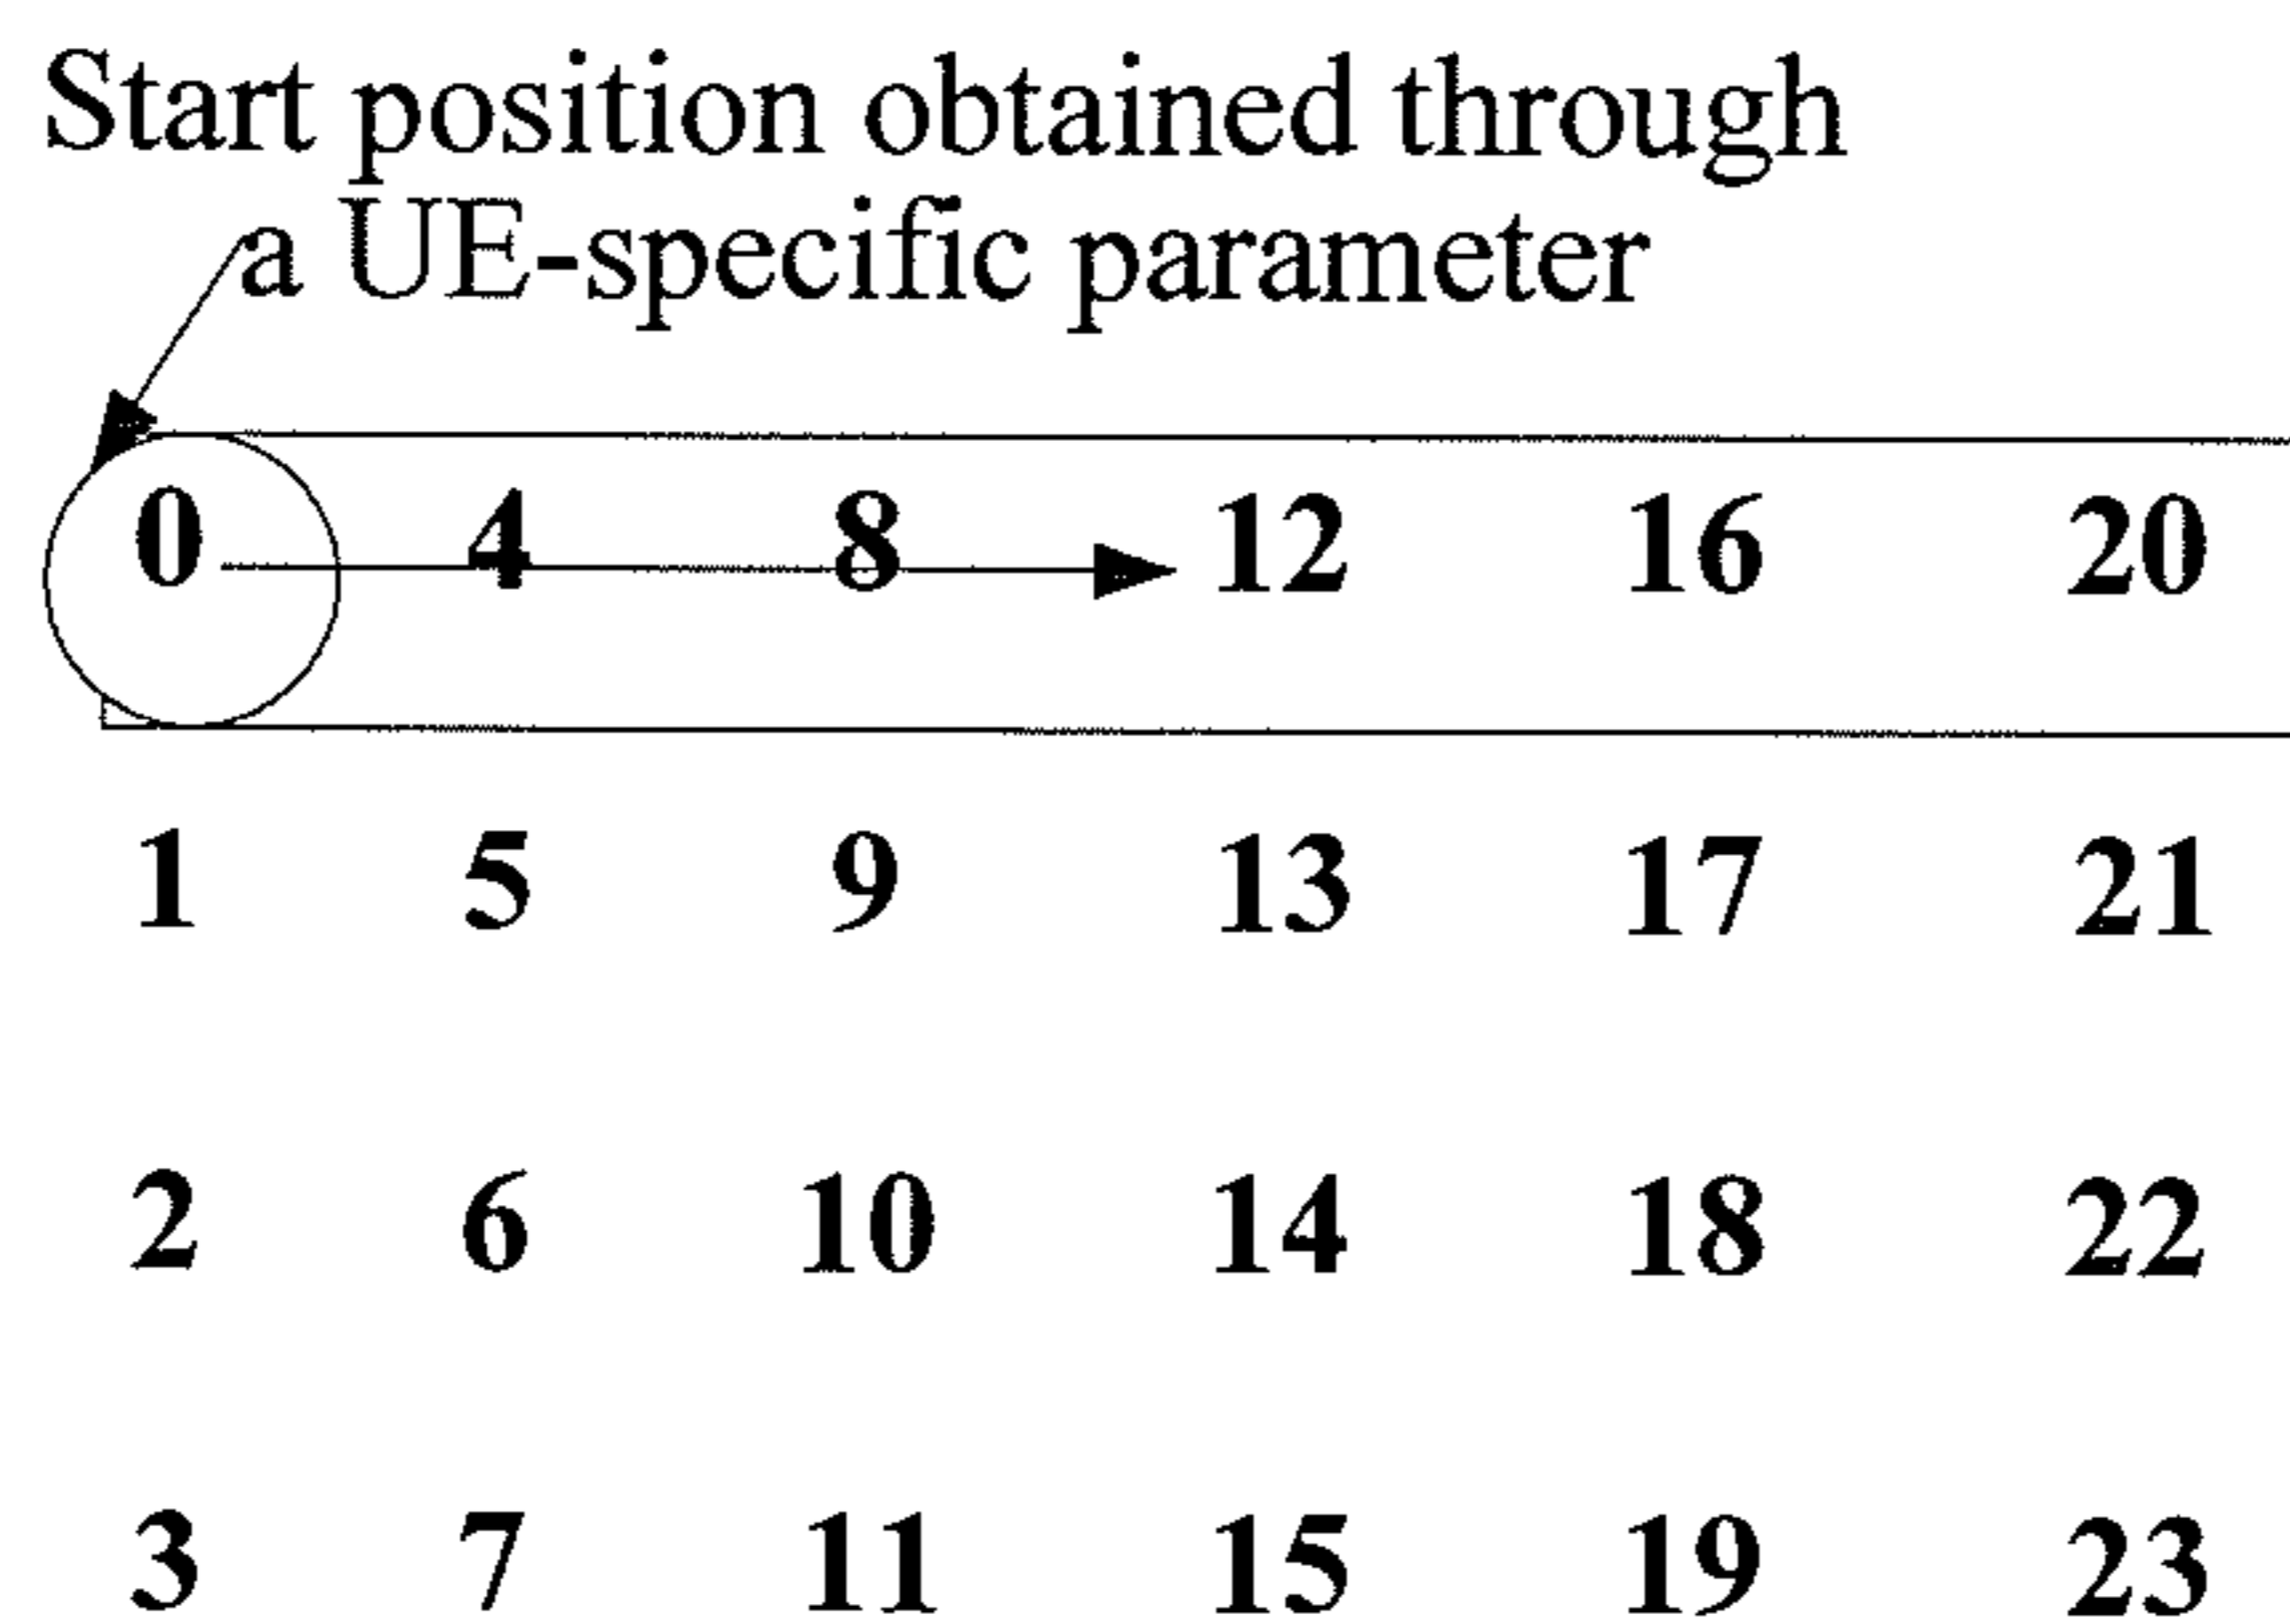 Start position obtained through
a UE-specific parameter
0 4 8 12 16 20
1 5 9 13 17 21
2 6 10 14 18 22
3 7 11 15 19 23